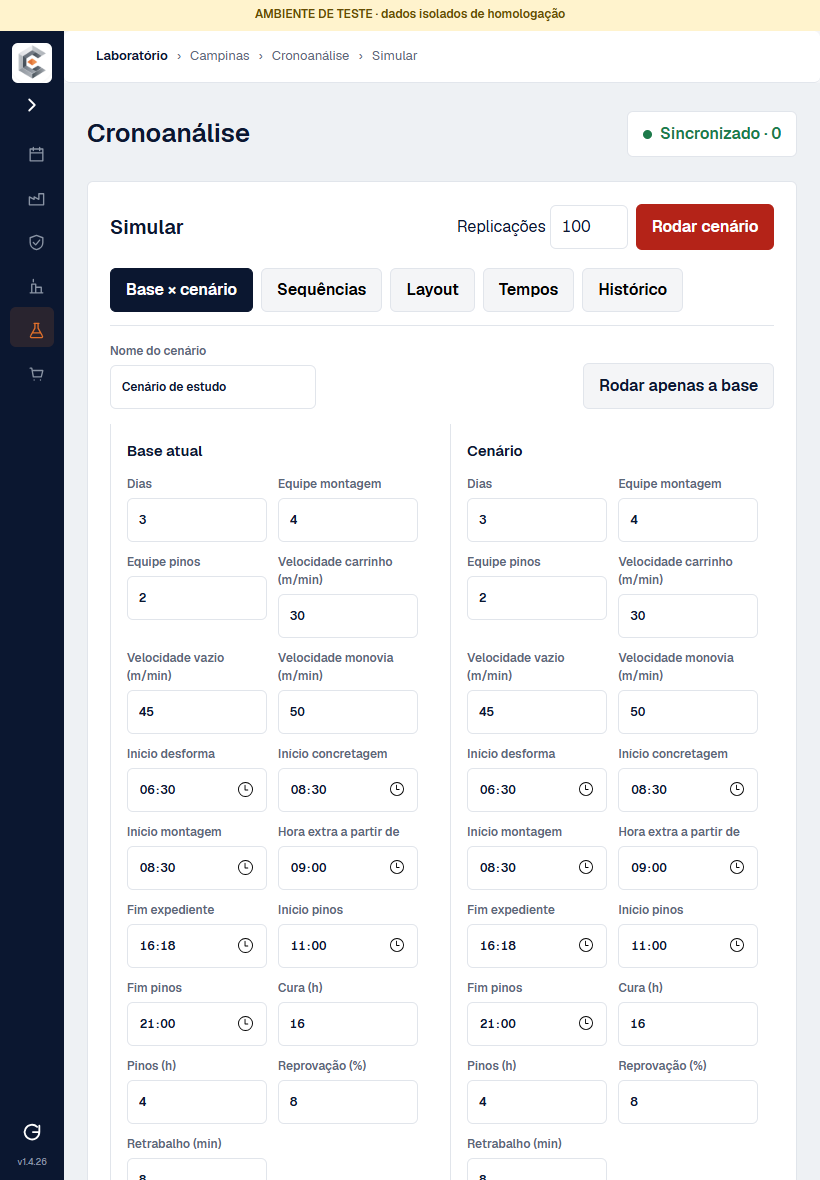 AMBIENTE DE TESTE · dados isolados de homologação
Laboratório › Campinas › Cronoanálise › Simular
Cronoanálise
Sincronizado · 0
Simular
Replicações 100 Rodar cenário
Base × cenário Sequências Layout Tempos Histórico
Nome do cenário
Cenário de estudo
Rodar apenas a base
Base atual
Dias Equipe montagem
3 4
Equipe pinos Velocidade carrinho (m/min)
2 30
Velocidade vazio (m/min) Velocidade monovia (m/min)
45 50
Início desforma Início concretagem
06:30 08:30
Início montagem Hora extra a partir de
08:30 09:00
Fim expediente Início pinos
16:18 11:00
Fim pinos Cura (h)
21:00 16
Pinos (h) Reprovação (%)
4 8
Retrabalho (min)
8
Cenário
Dias Equipe montagem
3 4
Equipe pinos Velocidade carrinho (m/min)
2 30
Velocidade vazio (m/min) Velocidade monovia (m/min)
45 50
Início desforma Início concretagem
06:30 08:30
Início montagem Hora extra a partir de
08:30 09:00
Fim expediente Início pinos
16:18 11:00
Fim pinos Cura (h)
21:00 16
Pinos (h) Reprovação (%)
4 8
Retrabalho (min)
8
v1.4.26